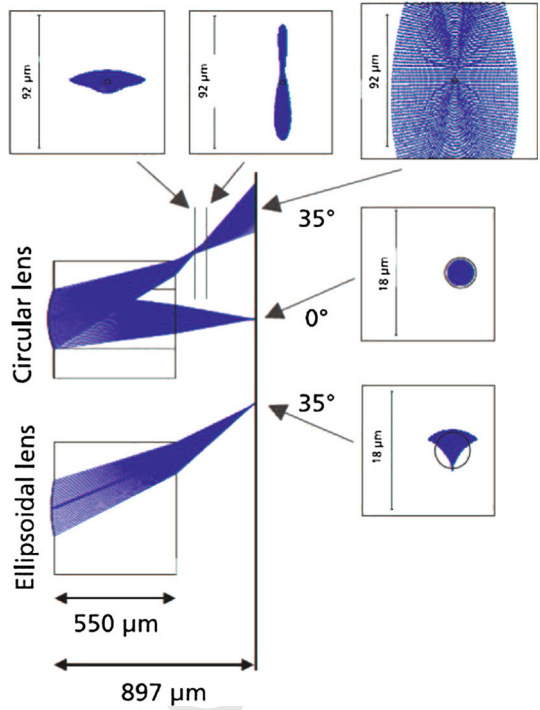 92 µm
92 µm
92 µm
35°
18 µm
0°
Circular lens
35°
18 µm
Ellipsoidal lens
550 µm
897 µm